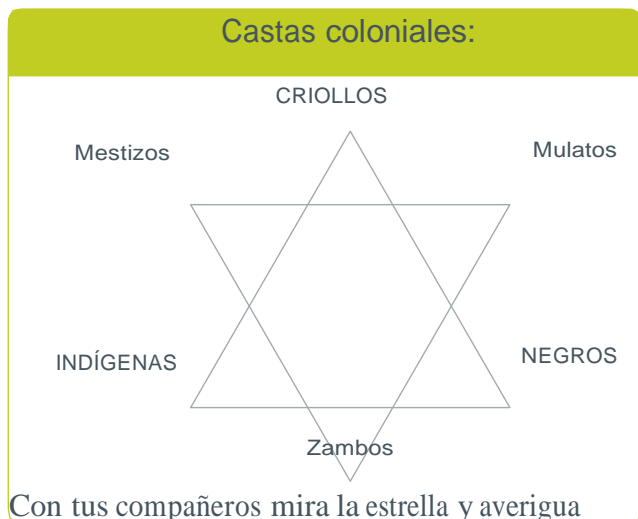 Castas coloniales:
CRIOLLOS
Mestizos
Mulatos
INDÍGENAS
NEGROS
Zambos
Con tus compañeros mira la estrella y averigua